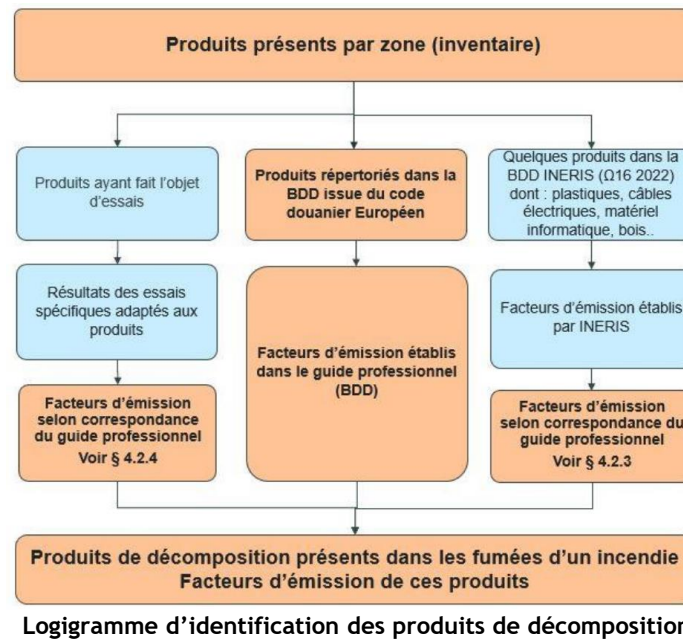 Produits présents par zone (inventaire)
Produits ayant fait l'objet
d'essais
Résultats des essais
spécifiques adaptés aux
produits
Facteurs d'émission
selon correspondance
du guide professionnel
Voir § 4.2.4
Produits répertoriés dans la
BDD issue du code
douanier Européen
Facteurs d'émission établis
dans le guide professionnel
(BDD)
Quelques produits dans la
BDD INERIS (Ω16 2022)
dont : plastiques, câbles
électriques, matériel
informatique, bois..
Facteurs d'émission établis
par INERIS
Facteurs d'émission
selon correspondance du
guide professionnel
Voir § 4.2.3
Produits de décomposition présents dans les fumées d'un incendie
Facteurs d'émission de ces produits
Logigramme d'identification des produits de décomposition